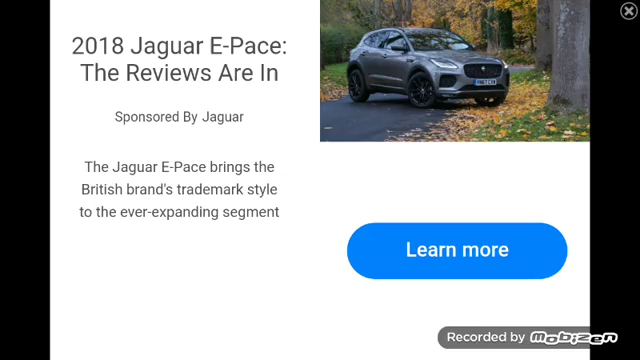 2018 Jaguar E-Pace:
The Reviews Are In
Sponsored By Jaguar
The Jaguar E-Pace brings the
British brand's trademark style
to the ever-expanding segment
Learn more
Recorded by Mobizen